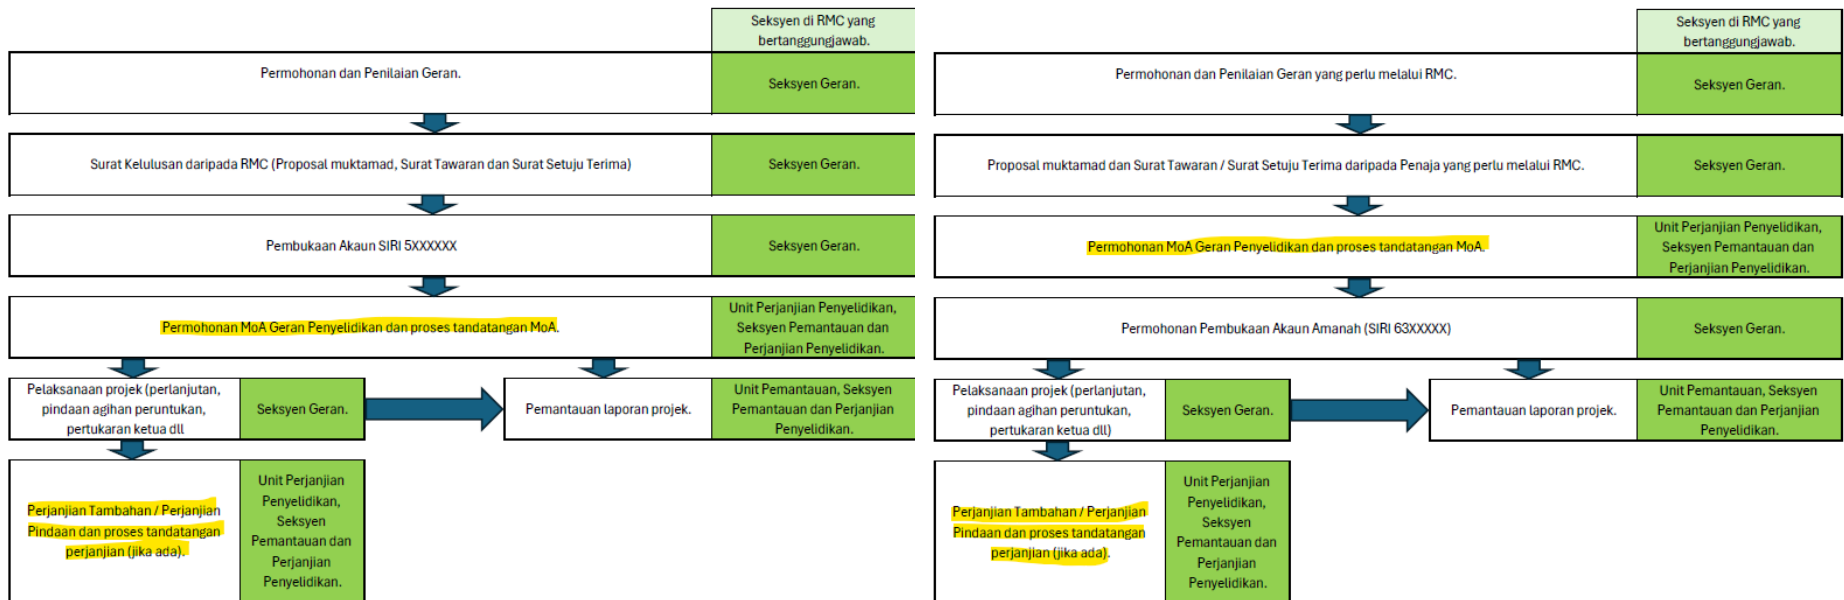 Seksyen di RMC yang
bertanggungjawab.
Permohonan dan Penilaian Geran.
Seksyen Geran.
Surat Kelulusan daripada RMC (Proposal muktamad, Surat Tawaran dan Surat Setuju Terima)
Seksyen Geran.
Pembukaan Akaun SIRI 5XXXXXX
Seksyen Geran.
Permohonan MoA Geran Penyelidikan dan proses tandatangan MoA.
Unit Perjanjian Penyelidikan,
Seksyen Pemantauan dan
Perjanjian Penyelidikan.
Pelaksanaan projek (perlanjutan,
pindaan agihan peruntukan,
pertukaran ketua dll
Seksyen Geran.
Pemantauan laporan projek.
Unit Pemantauan, Seksyen
Pemantauan dan Perjanjian
Penyelidikan.
Perjanjian Tambahan / Perjanjian
Pindaan dan proses tandatangan
perjanjian (jika ada).
Unit Perjanjian
Penyelidikan,
Seksyen
Pemantauan dan
Perjanjian
Penyelidikan.
Seksyen di RMC yang
bertanggungjawab.
Permohonan dan Penilaian Geran yang perlu melalui RMC.
Seksyen Geran.
Proposal muktamad dan Surat Tawaran / Surat Setuju Terima daripada Penaja yang perlu melalui RMC.
Seksyen Geran.
Permohonan MoA Geran Penyelidikan dan proses tandatangan MoA.
Unit Perjanjian Penyelidikan,
Seksyen Pemantauan dan
Perjanjian Penyelidikan.
Permohonan Pembukaan Akaun Amanah (SIRI 63XXXXX)
Seksyen Geran.
Pelaksanaan projek (perlanjutan,
pindaan agihan peruntukan,
pertukaran ketua dll)
Seksyen Geran.
Pemantauan laporan projek.
Unit Pemantauan, Seksyen
Pemantauan dan Perjanjian
Penyelidikan.
Perjanjian Tambahan / Perjanjian
Pindaan dan proses tandatangan
perjanjian (jika ada).
Unit Perjanjian
Penyelidikan,
Seksyen
Pemantauan dan
Perjanjian
Penyelidikan.